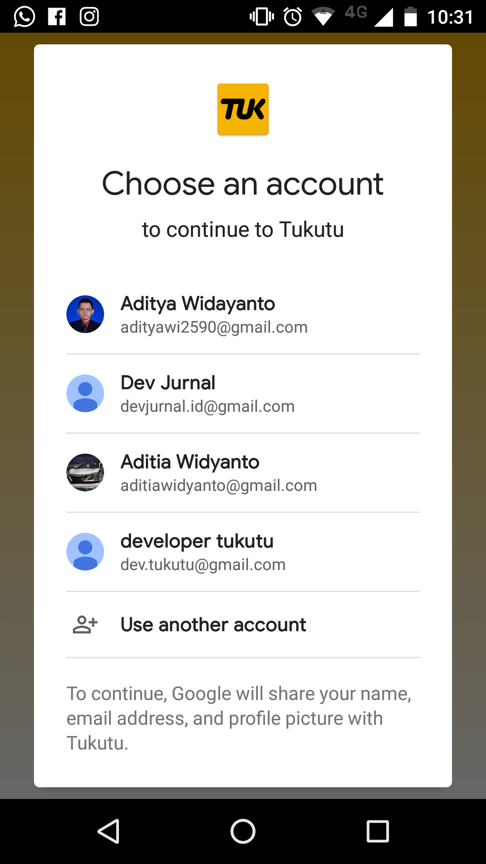 4G 10:31
TUK
Choose an account
to continue to Tukutu
Aditya Widayanto
adityawi2590@gmail.com
Dev Jurnal
devjurnal.id@gmail.com
Aditia Widyanto
aditiawidyanto@gmail.com
developer tukutu
dev.tukutu@gmail.com
Use another account
To continue, Google will share your name,
email address, and profile picture with
Tukutu.